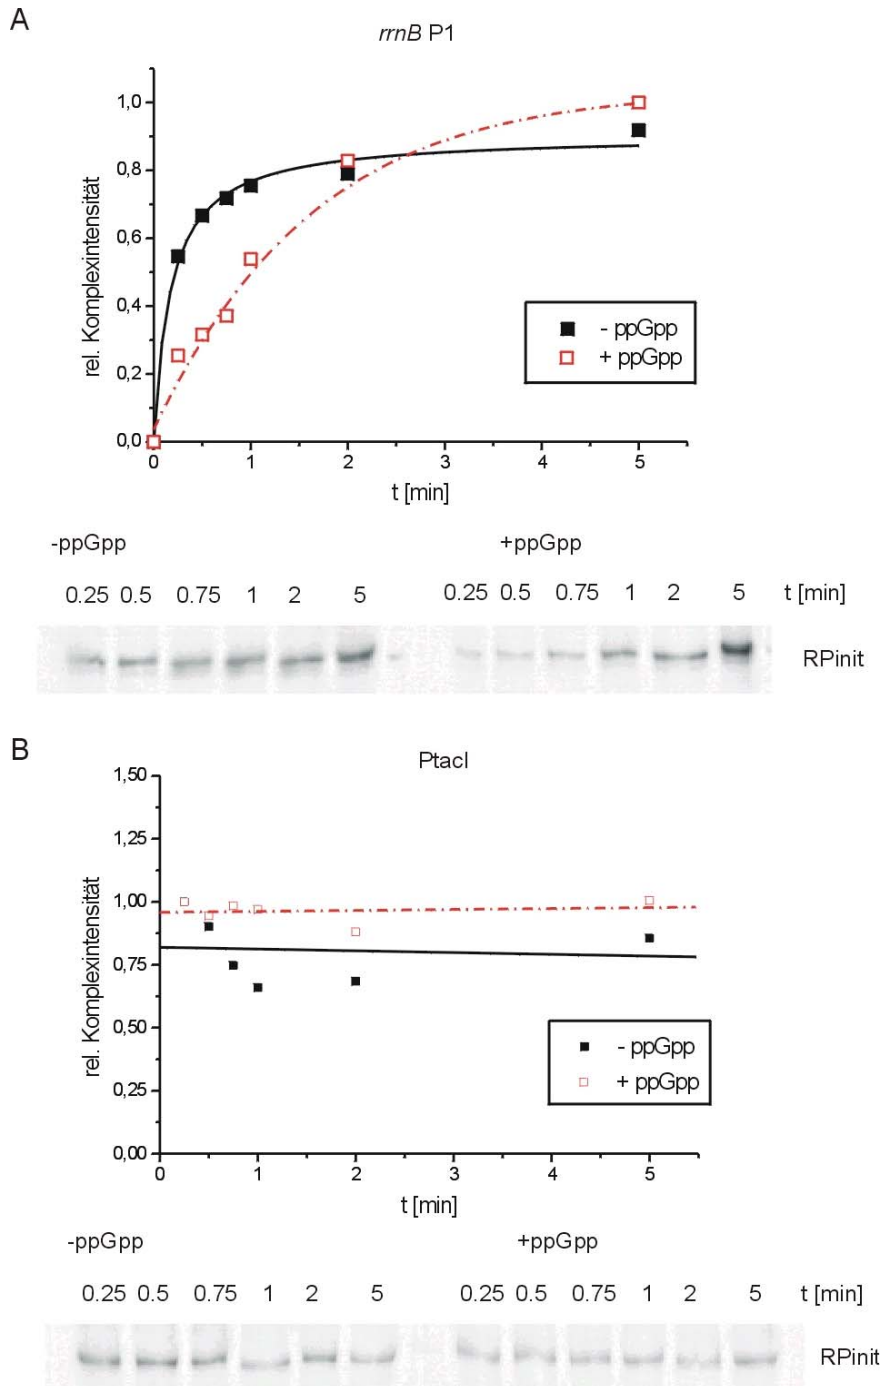 A
rrnB P1
1,0
0,8
0,6
0,4
0,2
0,0
rel. Komplexintensität
- ppGpp
+ ppGpp
0 1 2 3 4 5
t [min]
-ppGpp +ppGpp
0.25 0.5 0.75 1 2 5 0.25 0.5 0.75 1 2 5 t [min]
RPinit
B
PtacI
1,50
1,25
1,00
0,75
0,50
0,25
0,00
rel. Komplexintensität
- ppGpp
+ ppGpp
0 1 2 3 4 5
t [min]
-ppGpp +ppGpp
0.25 0.5 0.75 1 2 5 0.25 0.5 0.75 1 2 5 t [min]
RPinit